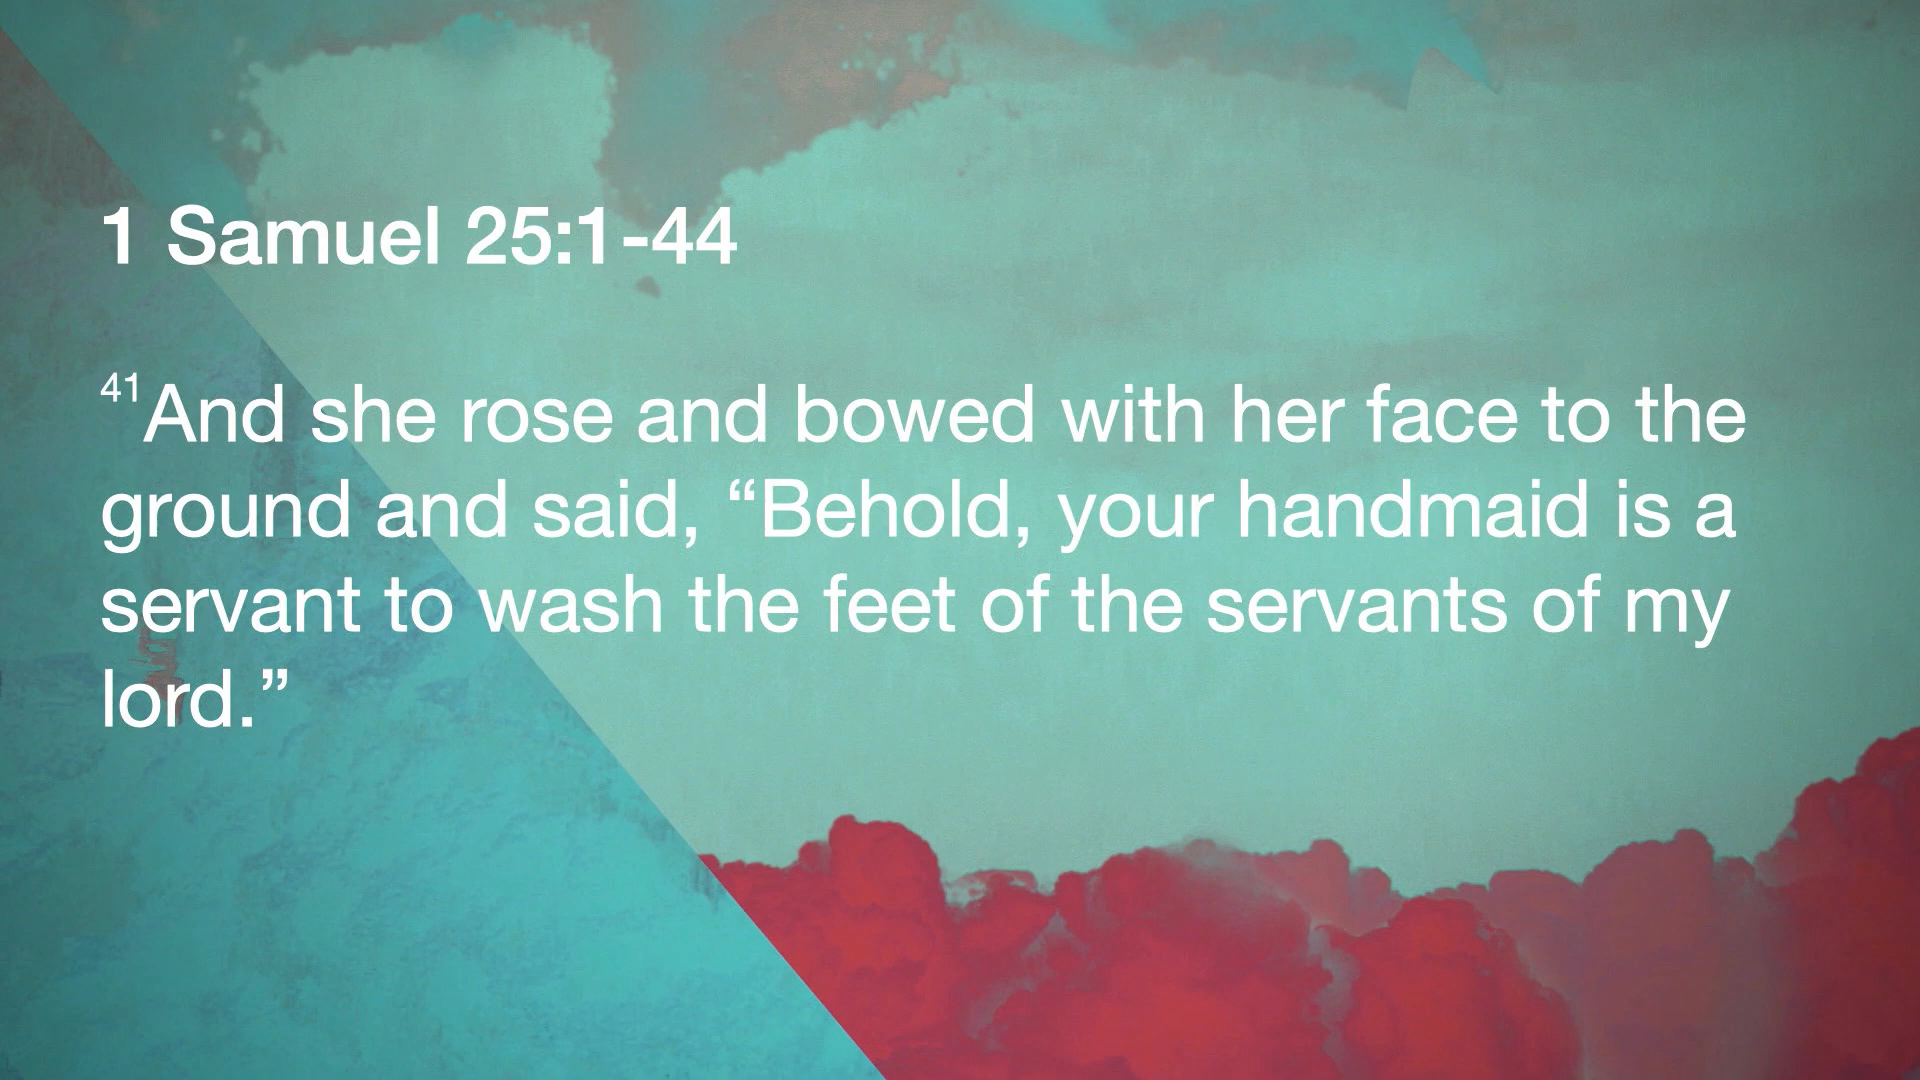 1 Samuel 25:1-44
41And she rose and bowed with her face to the
ground and said, “Behold, your handmaid is a
servant to wash the feet of the servants of my
lord.”